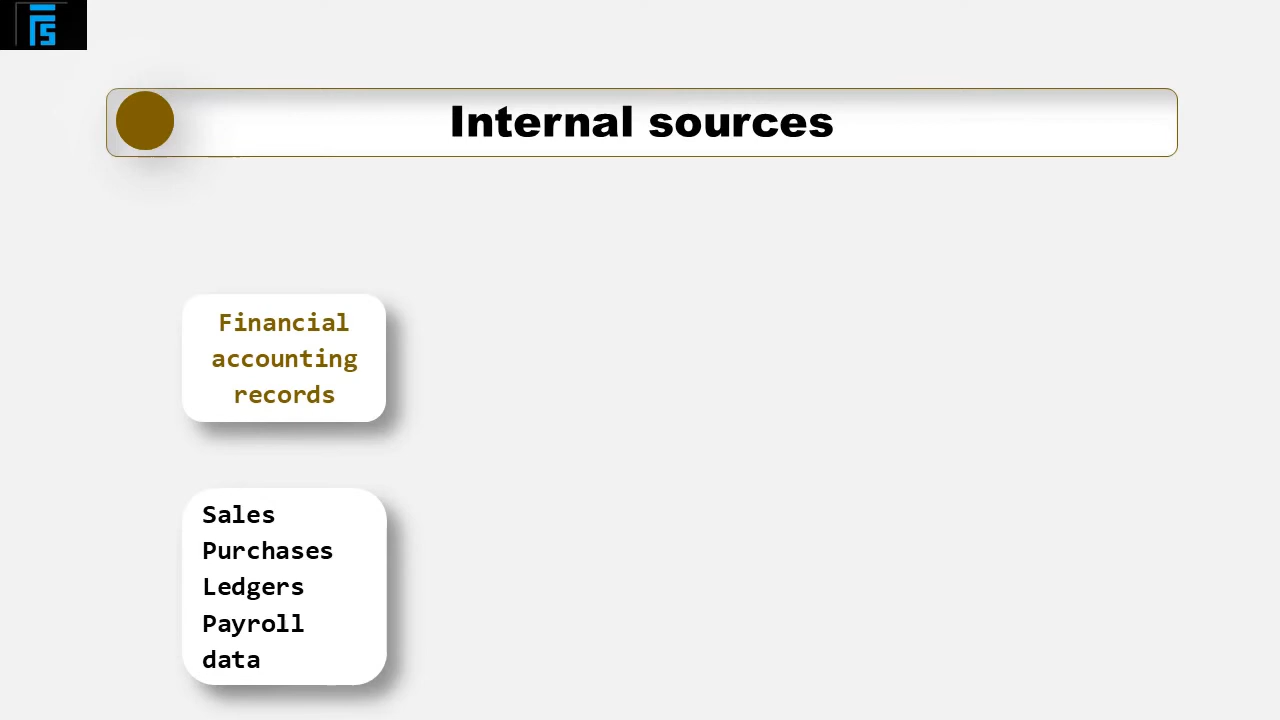 Internal sources
Financial
accounting
records
Sales
Purchases
Ledgers
Payroll
data